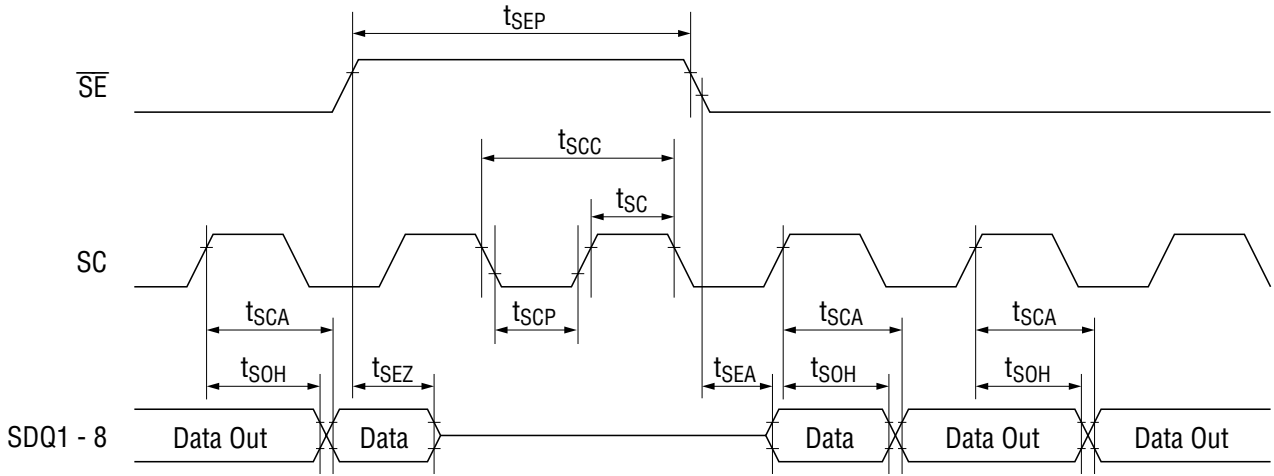 tSEP
SE
tSCC
tSC
SC
tSCP
tSCA
tSCA
tSCA
tSOH
tSEZ
tSEA
tSOH
tSOH
SDQ1 - 8
Data Out
Data
Data
Data Out
Data Out